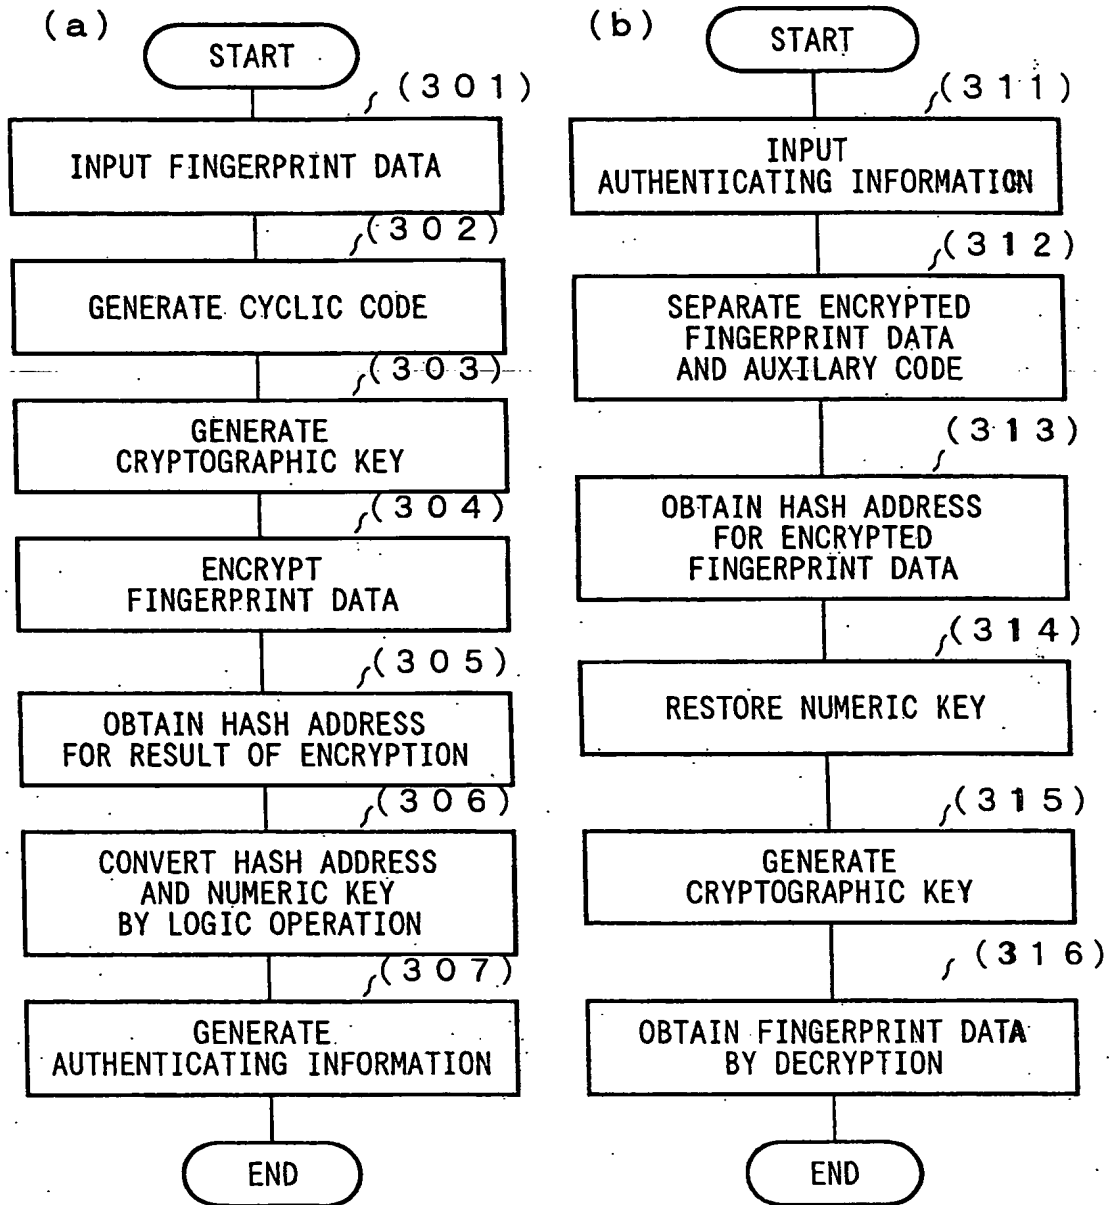 (a)
START
(301)
INPUT FINGERPRINT DATA
(302)
GENERATE CYCLIC CODE
(303)
GENERATE
CRYPTOGRAPHIC KEY
(304)
ENCRYPT
FINGERPRINT DATA
(305)
OBTAIN HASH ADDRESS
FOR RESULT OF ENCRYPTION
(306)
CONVERT HASH ADDRESS
AND NUMERIC KEY
BY LOGIC OPERATION
(307)
GENERATE
AUTHENTICATING INFORMATION
END
(b)
START
(311)
INPUT
AUTHENTICATING INFORMATION
(312)
SEPARATE ENCRYPTED
FINGERPRINT DATA
AND AUXILARY CODE
(313)
OBTAIN HASH ADDRESS
FOR ENCRYPTED
FINGERPRINT DATA
(314)
RESTORE NUMERIC KEY
(315)
GENERATE
CRYPTOGRAPHIC KEY
(316)
OBTAIN FINGERPRINT DATA
BY DECRYPTION
END